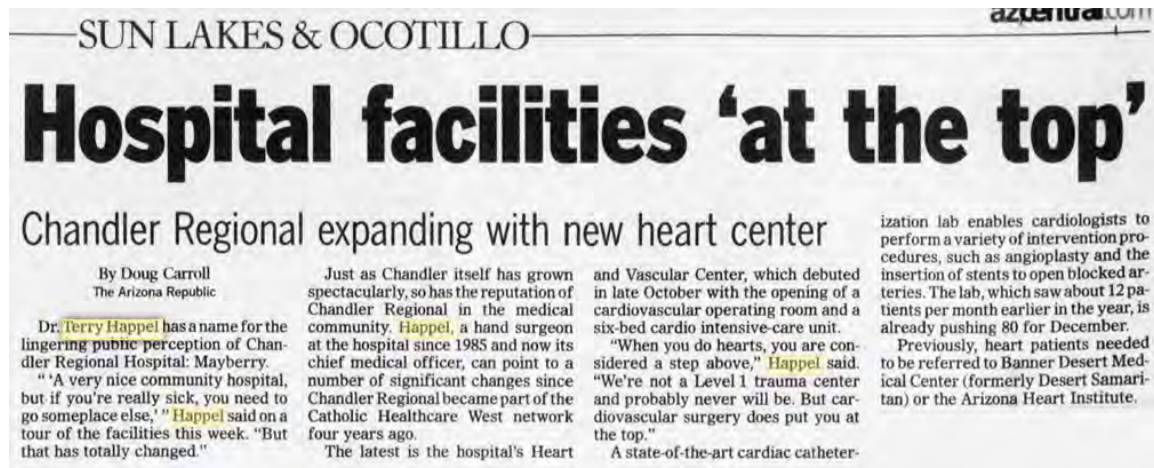 azcentral.com
SUN LAKES & OCOTILLO
Hospital facilities ‘at the top’
Chandler Regional expanding with new heart center
By Doug Carroll
The Arizona Republic
Dr. Terry Happel has a name for the
lingering public perception of Chan-
dler Regional Hospital: Mayberry.
“ ‘A very nice community hospital,
but if you’re really sick, you need to
go someplace else,’ ” Happel said on a
tour of the facilities this week. “But
that has totally changed.”
Just as Chandler itself has grown
spectacularly, so has the reputation of
Chandler Regional in the medical
community. Happel, a hand surgeon
at the hospital since 1985 and now its
chief medical officer, can point to a
number of significant changes since
Chandler Regional became part of the
Catholic Healthcare West network
four years ago.
The latest is the hospital’s Heart
and Vascular Center, which debuted
in late October with the opening of a
cardiovascular operating room and a
six-bed cardio intensive-care unit.
“When you do hearts, you are con-
sidered a step above,” Happel said.
“We’re not a Level 1 trauma center
and probably never will be. But car-
diovascular surgery does put you at
the top.”
A state-of-the-art cardiac catheter-
ization lab enables cardiologists to
perform a variety of intervention pro-
cedures, such as angioplasty and the
insertion of stents to open blocked ar-
teries. The lab, which saw about 12 pa-
tients per month earlier in the year, is
already pushing 80 for December.
Previously, heart patients needed
to be referred to Banner Desert Med-
ical Center (formerly Desert Samari-
tan) or the Arizona Heart Institute.